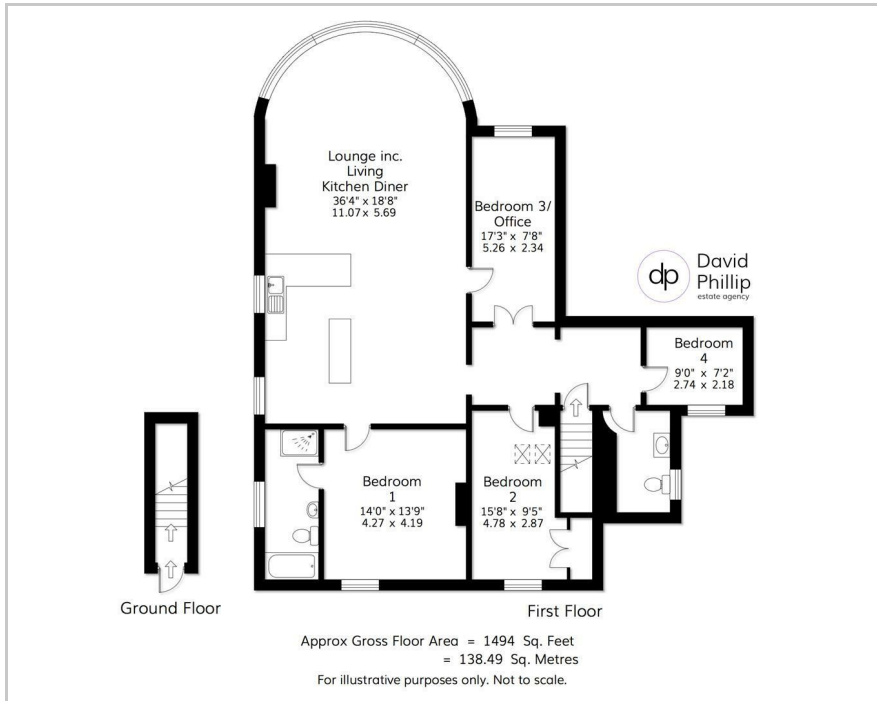 Lounge inc.
Living
Kitchen Diner
36'4" x 18'8"
11.07 x 5.69
Bedroom 3/
Office
17'3" x 7'8"
5.26 x 2.34
dp
David
Phillip
estate agency
Bedroom
4
9'0" x 7'2"
2.74 x 2.18
Bedroom
1
14'0" x 13'9"
4.27 x 4.19
Bedroom
2
15'8" x 9'5"
4.78 x 2.87
Ground Floor
First Floor
Approx Gross Floor Area = 1494 Sq. Feet
= 138.49 Sq. Metres
For illustrative purposes only. Not to scale.